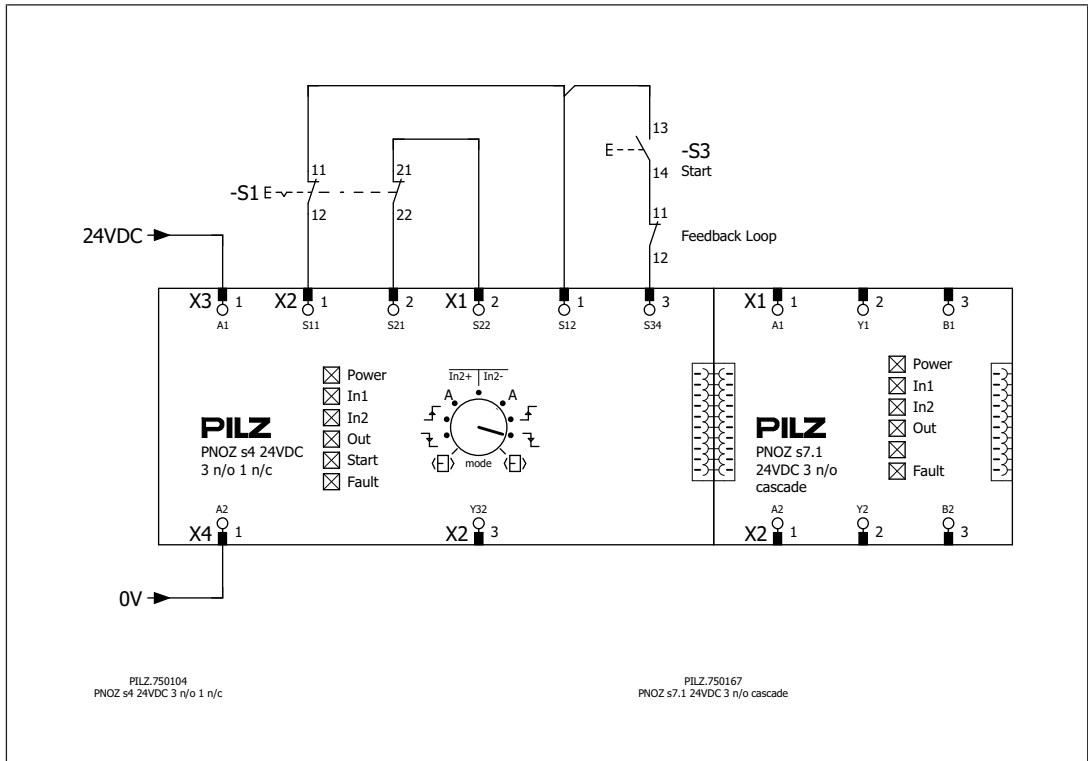 13
-S3
Start
14
11
21
-S1
12
22
11
Feedback Loop
12
24VDC
X3 1
X2 1
2
X1 2
1
3
X1 1
2
3
A1
S11
S21
S22
S12
S34
A1
Y1
B1
Power
In1
In2
Out
Start
Fault
In2+ In2-
A A
mode
PILZ
PNOZ s4 24VDC
3 n/o 1 n/c
Power
In1
In2
Out
Fault
PILZ
PNOZ s7.1
24VDC 3 n/o
cascade
A2
Y32
A2
Y2
B2
X4 1
X2 3
X2 1
2
3
0V
PILZ.750104
PNOZ s4 24VDC 3 n/o 1 n/c
PILZ.750167
PNOZ s7.1 24VDC 3 n/o cascade